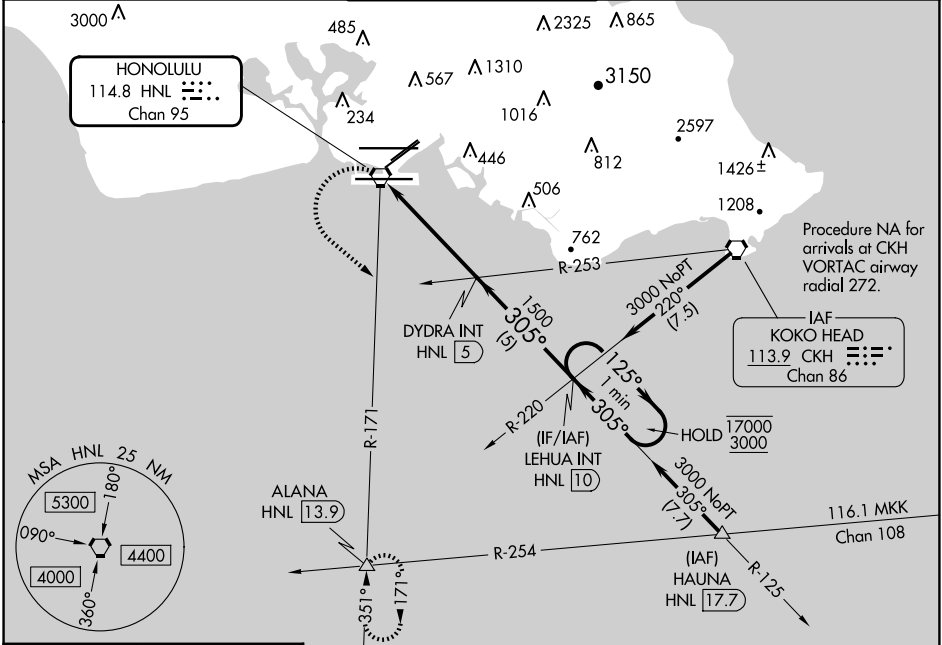 3000
485
2325
865
HONOLULU
114.8 HNL
Chan 95
567
1310
3150
234
1016
2597
446
812
1426±
506
1208
762
Procedure NA for
arrivals at CKH
VORTAC airway
radial 272.
R-253
3000 NoPT
220°
(7.5)
DYDRA INT
HNL 5
1500
305°
(5)
IAF
KOKO HEAD
113.9 CKH
Chan 86
125°
1 min
305°
R-220
HOLD 17000
3000
(IF/IAF)
LEHUA INT
HNL 10
R-171
MSA HNL 25 NM
5300
180°
090°
4400
4000
360°
ALANA
HNL 13.9
3000 NoPT
305°
(7.7)
116.1 MKK
Chan 108
R-254
(IAF)
HAUNA
HNL 17.7
R-125
351°
171°